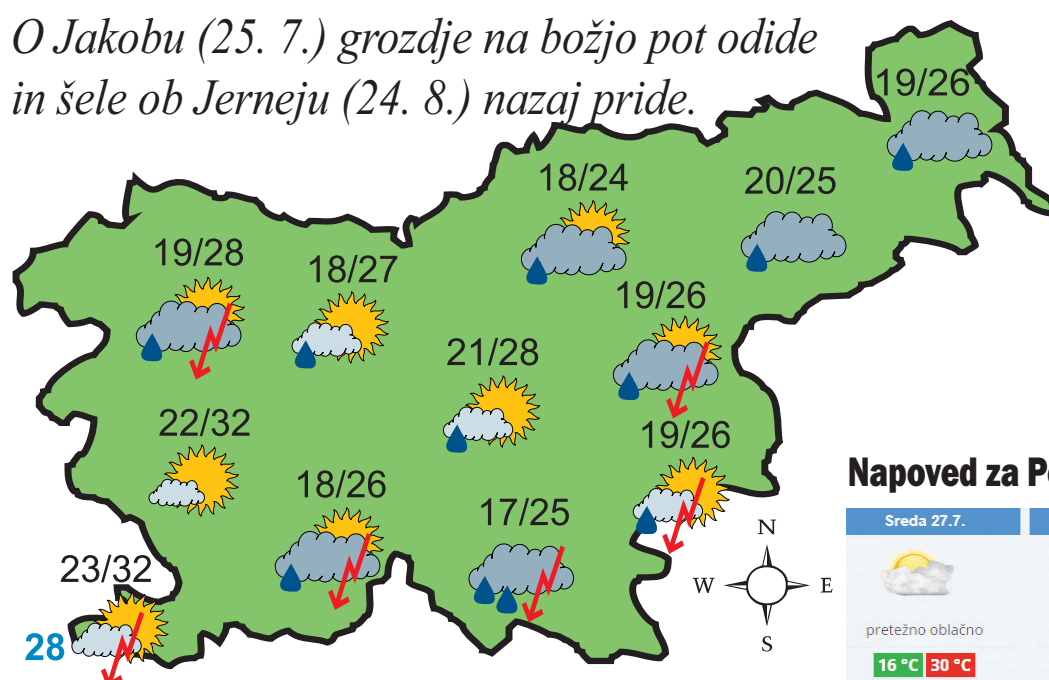 O Jakobu (25. 7.) grozdje na božjo pot odide
in šele ob Jerneju (24. 8.) nazaj pride.
19/26
18/24
20/25
19/28
18/27
19/26
21/28
22/32
19/26
18/26
17/25
23/32
28
N
W
E
S
Napoved za
Sreda 27.7.
pretežno oblačno
16 °C 30 °C